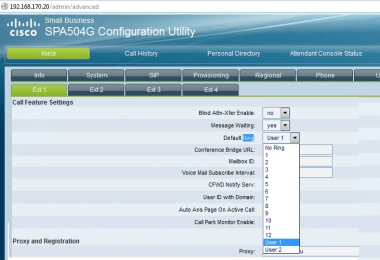 192.168.170.20/admin/advanced
Small Business
cisco SPA504G Configuration Utility
Voice Call History Personal Directory Attendant Console Status
Info System SIP Provisioning Regional Phone U
Ext 1 Ext 2 Ext 3 Ext 4
Call Feature Settings
Blind Attn-Xfer Enable: no
Message Waiting: yes
Default Ring: User 1
Conference Bridge URL:
Mailbox ID:
Voice Mail Subscribe Interval:
CFWD Notify Serv:
User ID with Domain:
Auto Ans Page On Active Call:
Call Park Monitor Enable:
No Ring
1
2
3
4
5
6
7
8
9
10
11
12
User 1
User 2
Proxy and Registration
Proxy: u